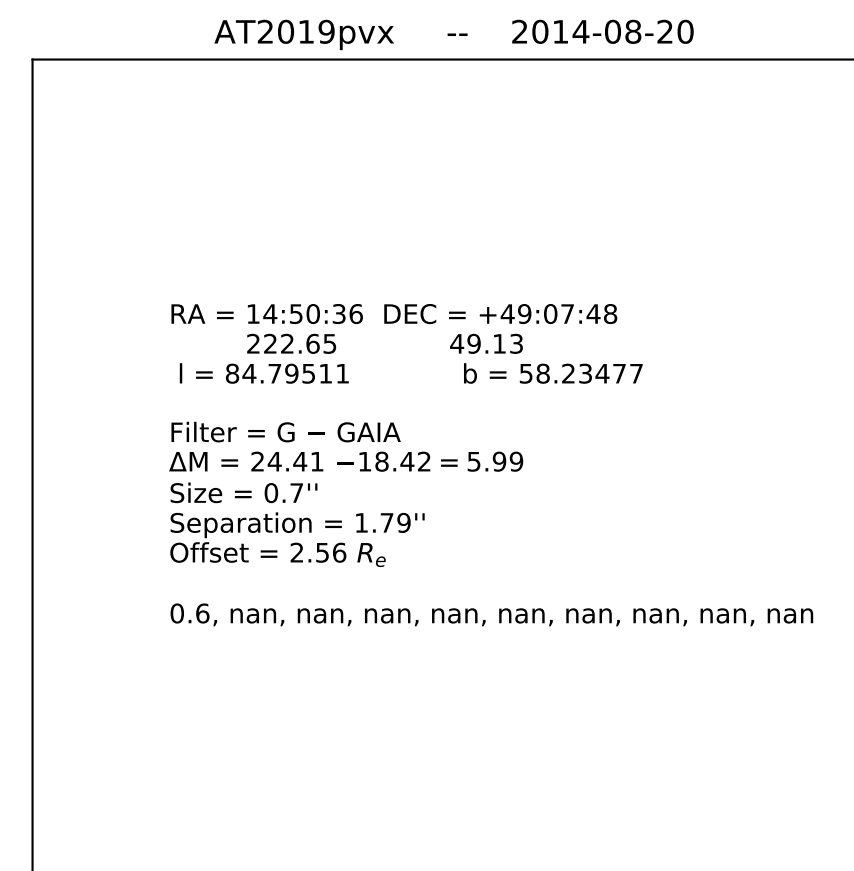 AT2019pvx -- 2014-08-20
RA = 14:50:36 DEC = +49:07:48
222.65 49.13
l = 84.79511 b = 58.23477
Filter = G − GAIA
ΔM = 24.41 −18.42 = 5.99
Size = 0.7''
Separation = 1.79''
Offset = 2.56 Re
0.6, nan, nan, nan, nan, nan, nan, nan, nan, nan